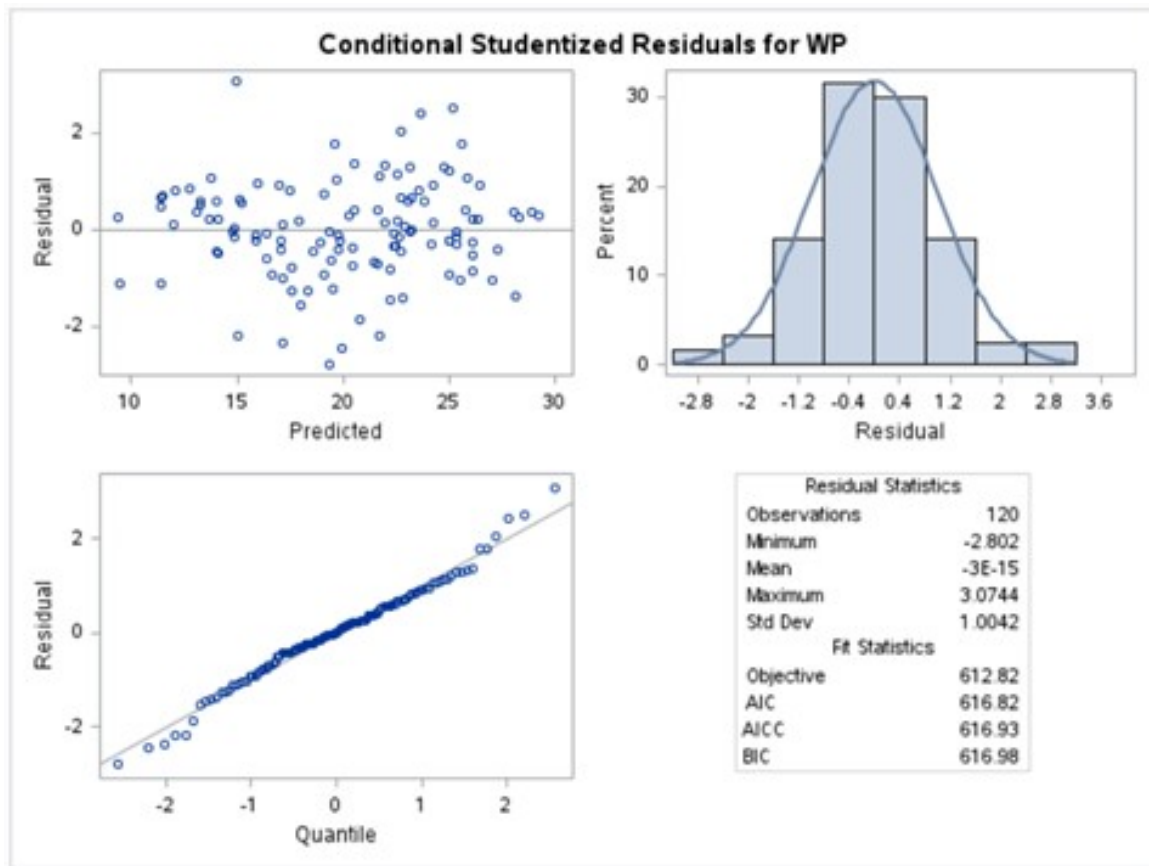 Conditional Studentized Residuals for WP
2
0
-2
Residual
10 15 20 25 30
Predicted
30
20
10
0
Percent
-2.8 -2 -1.2 -0.4 0.4 1.2 2 2.8 3.6
Residual
2
0
-2
Residual
-2 -1 0 1 2
Quantile
Residual Statistics
Observations 120
Minimum -2.802
Mean -3E-15
Maximum 3.0744
Std Dev 1.0042
Fit Statistics
Objective 612.82
AIC 616.82
AICC 616.93
BIC 616.98